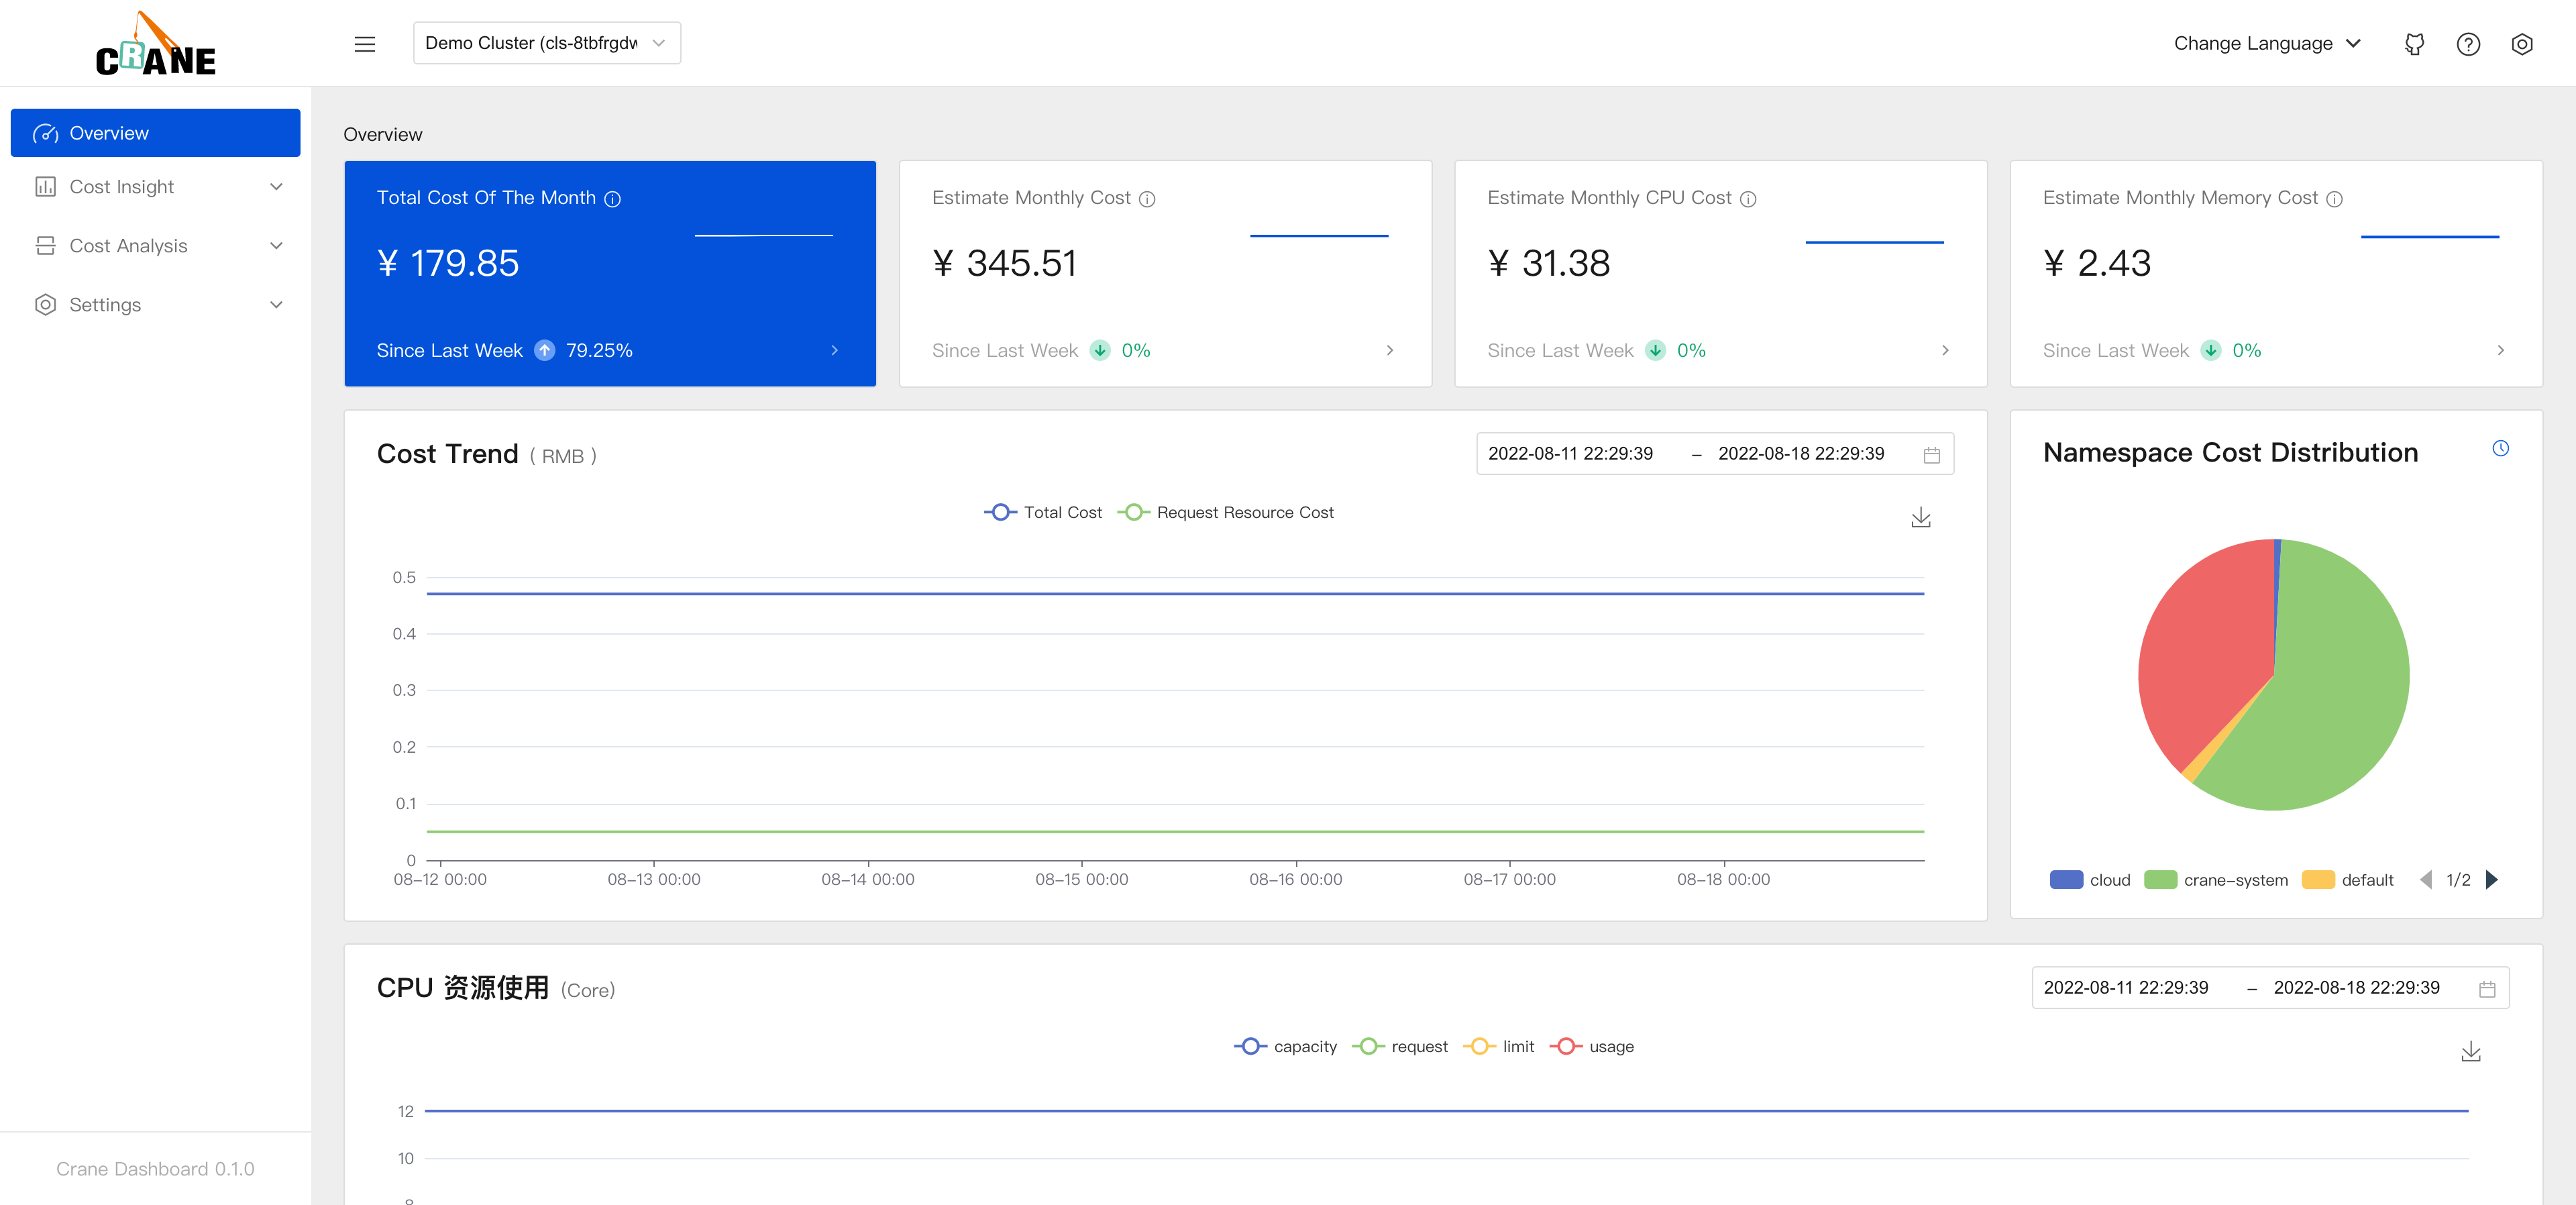 CRANE
Demo Cluster (cls-8tbfrgdw
Change Language
Overview
Cost Insight
Cost Analysis
Settings
Crane Dashboard 0.1.0
Overview
Total Cost Of The Month
¥ 179.85
Since Last Week 79.25%
Estimate Monthly Cost
¥ 345.51
Since Last Week 0%
Estimate Monthly CPU Cost
¥ 31.38
Since Last Week 0%
Estimate Monthly Memory Cost
¥ 2.43
Since Last Week 0%
Cost Trend ( RMB )
2022-08-11 22:29:39 – 2022-08-18 22:29:39
Total Cost Request Resource Cost
0.5
0.4
0.3
0.2
0.1
0
08-12 00:00 08-13 00:00 08-14 00:00 08-15 00:00 08-16 00:00 08-17 00:00 08-18 00:00
Namespace Cost Distribution
cloud crane-system default 1/2
CPU 资源使用 (Core)
2022-08-11 22:29:39 – 2022-08-18 22:29:39
capacity request limit usage
12
10